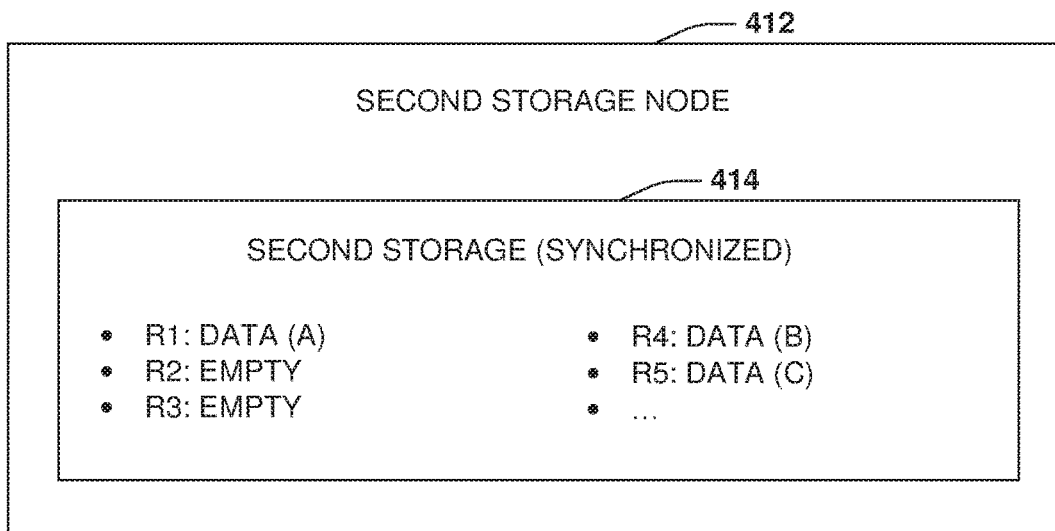 412
SECOND STORAGE NODE
414
SECOND STORAGE (SYNCHRONIZED)
• R1: DATA (A)
• R2: EMPTY
• R3: EMPTY
• R4: DATA (B)
• R5: DATA (C)
• ...